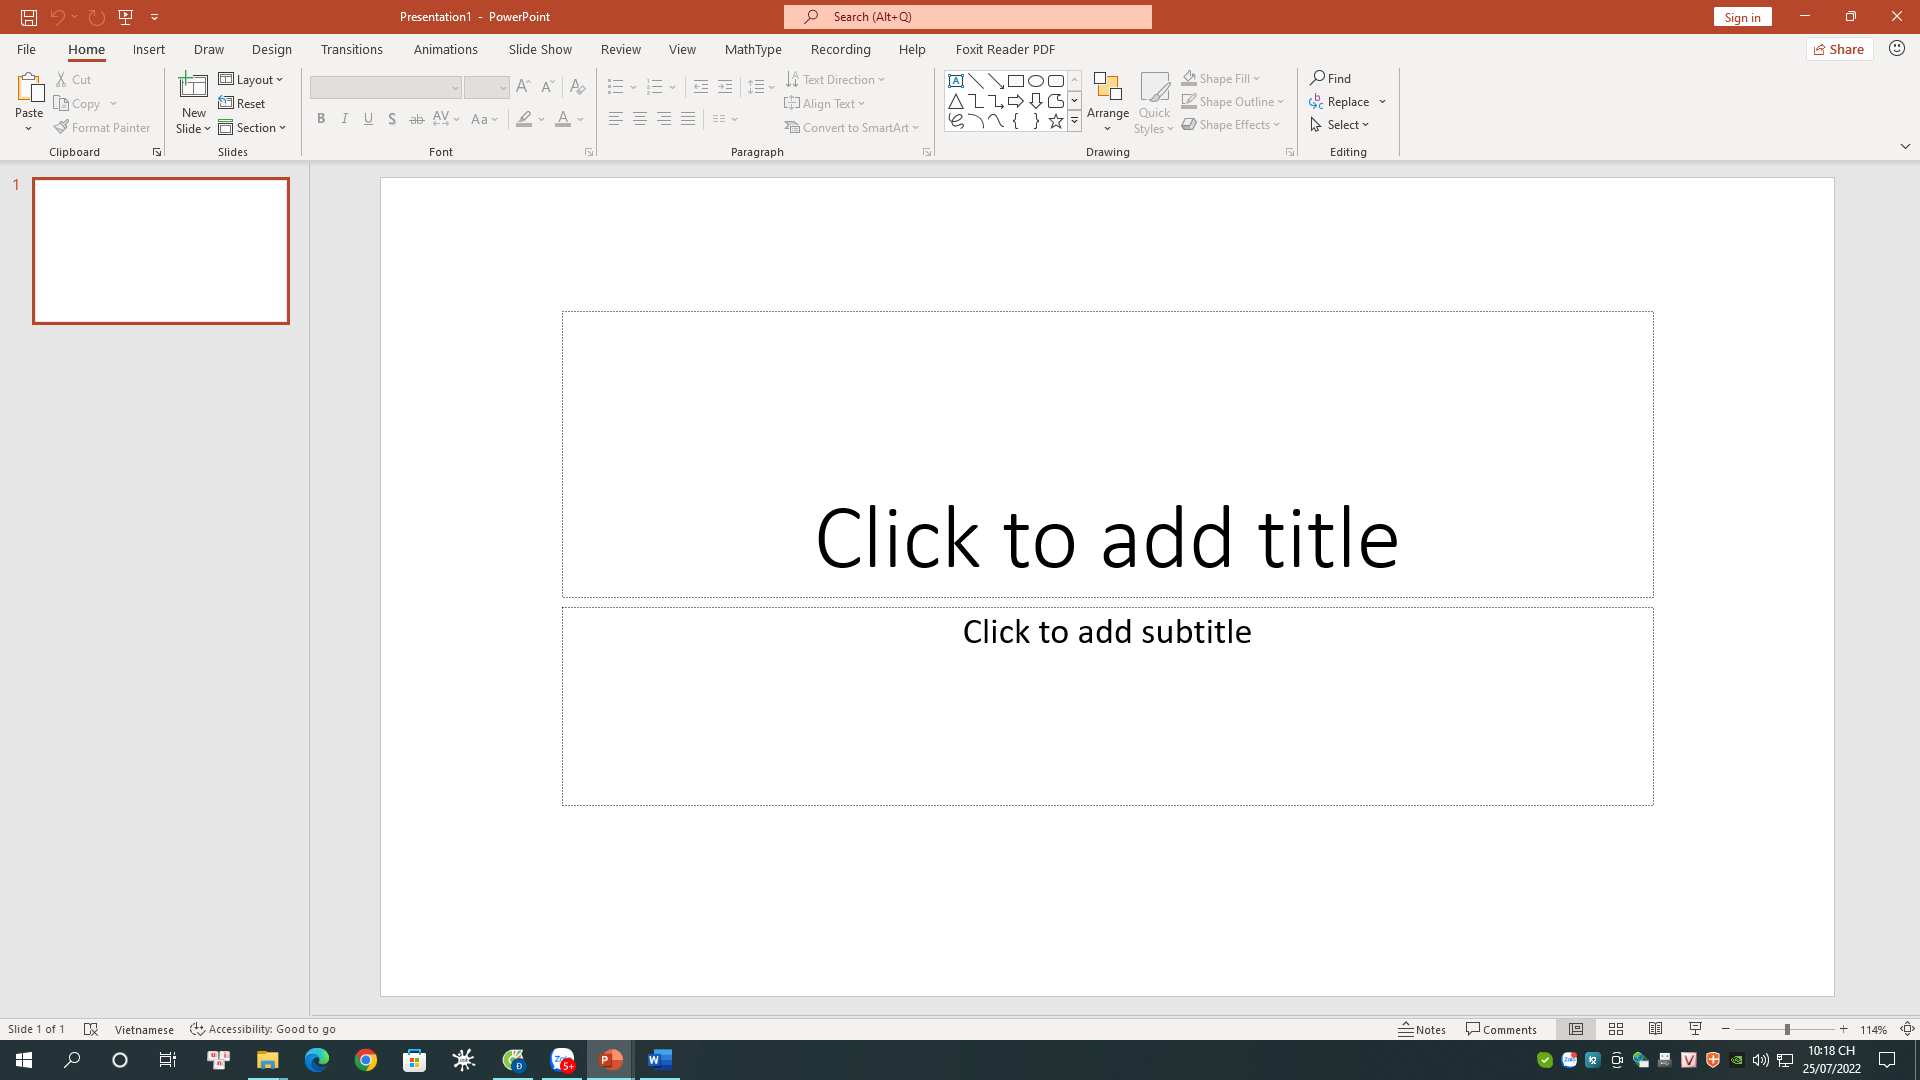 Presentation1 - PowerPoint
Search (Alt+Q)
Sign in
File Home Insert Draw Design Transitions Animations Slide Show Review View MathType Recording Help Foxit Reader PDF
Share
Paste
Cut
Copy
Format Painter
Clipboard
New
Slide
Layout
Reset
Section
Slides
B I U S ab AV Aa A
Font
Text Direction
Align Text
Convert to SmartArt
Paragraph
Arrange
Quick
Styles
Shape Fill
Shape Outline
Shape Effects
Drawing
Find
Replace
Select
Editing
1
Click to add title
Click to add subtitle
Slide 1 of 1 Vietnamese Accessibility: Good to go
Notes Comments 114%
5+
10:18 CH
25/07/2022